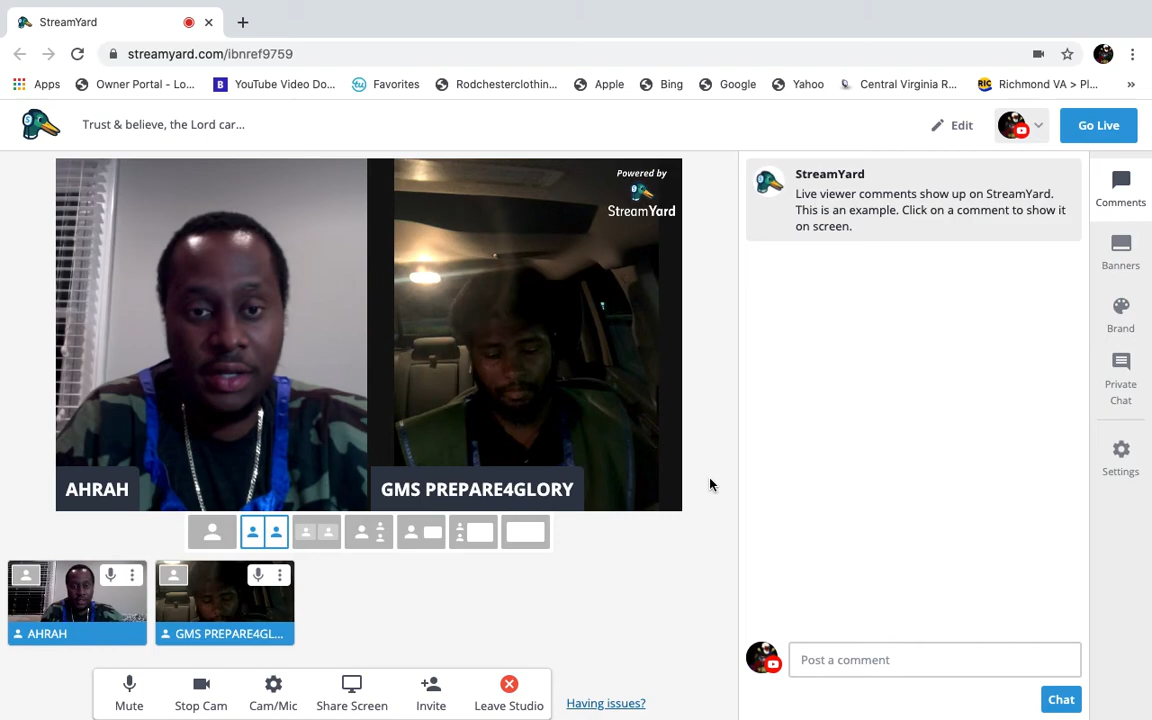 StreamYard
streamyard.com/ibnref9759
Apps
Owner Portal - Lo...
YouTube Video Do...
Favorites
Rodchesterclothin...
Apple
Bing
Google
Yahoo
Central Virginia R...
RIC
Richmond VA > Pl...
»
Trust & believe, the Lord car...
Edit
Go Live
Powered by
StreamYard
AHRAH
GMS PREPARE4GLORY
StreamYard
Live viewer comments show up on StreamYard.
This is an example. Click on a comment to show it
on screen.
Comments
Banners
Brand
Private
Chat
Settings
AHRAH
GMS PREPARE4GL...
Post a comment
Chat
Mute
Stop Cam
Cam/Mic
Share Screen
Invite
Leave Studio
Having issues?